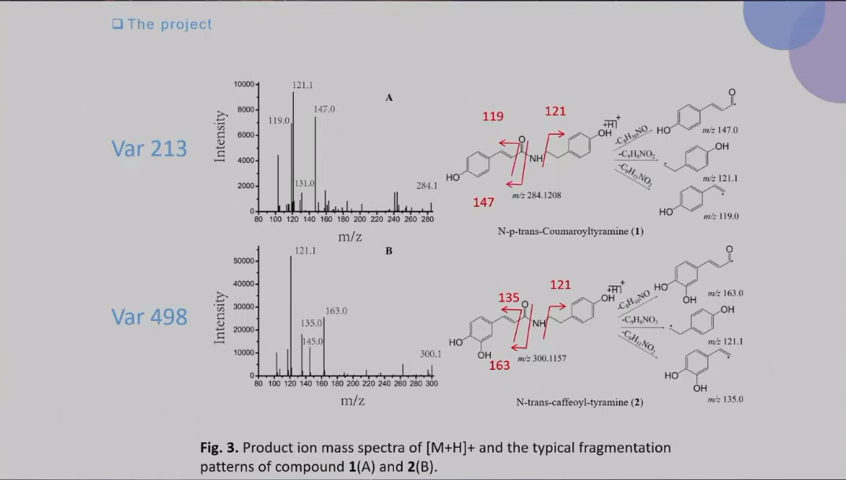 ❑ The project
Var 213
A
Intensity
10000
8000
6000
4000
2000
0
121.1
119.0
147.0
131.0
284.1
80 100 120 140 160 180 200 220 240 260 280
m/z
119
121
147
O
NH
OH
HO
+H]+
m/z 284.1208
-C8H10NO
-C9H8NO2
-C9H11NO2
O
HO
m/z 147.0
OH
m/z 121.1
HO
m/z 119.0
N-p-trans-Coumaroyltyramine (1)
Var 498
B
Intensity
50000
40000
30000
20000
10000
0
121.1
163.0
135.0
145.0
300.1
80 100 120 140 160 180 200 220 240 260 280 300
m/z
135
121
163
O
NH
OH
HO
OH
+H]+
m/z 300.1157
-C8H10NO
-C9H11NO2
O
HO
OH
m/z 163.0
OH
m/z 121.1
HO
OH
m/z 135.0
N-trans-caffeoyl-tyramine (2)
Fig. 3. Product ion mass spectra of [M+H]+ and the typical fragmentation
patterns of compound 1(A) and 2(B).